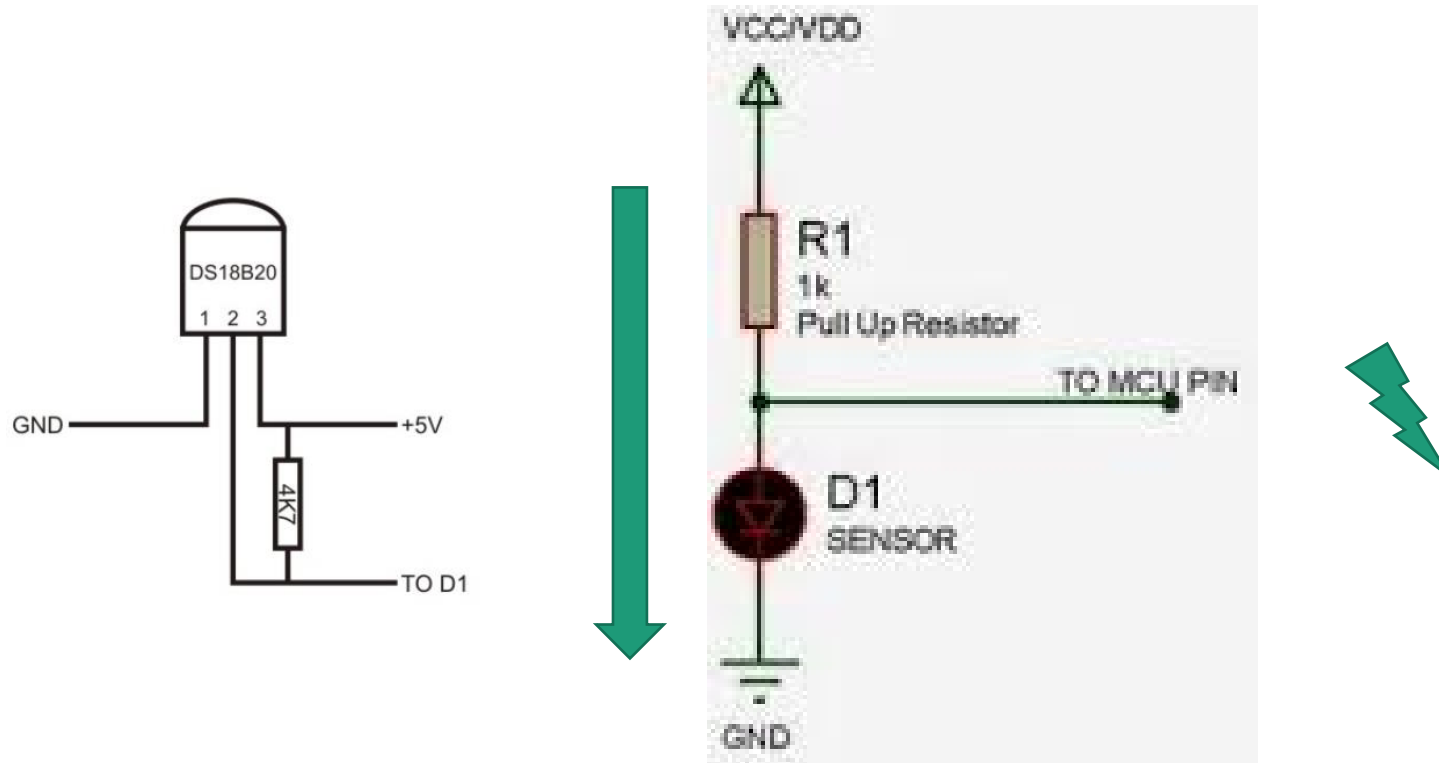 DS18B20
1 2 3
GND
+5V
4K7
TO D1
VCC/VDD
R1
1k
Pull Up Resistor
TO MCU PIN
D1
SENSOR
GND